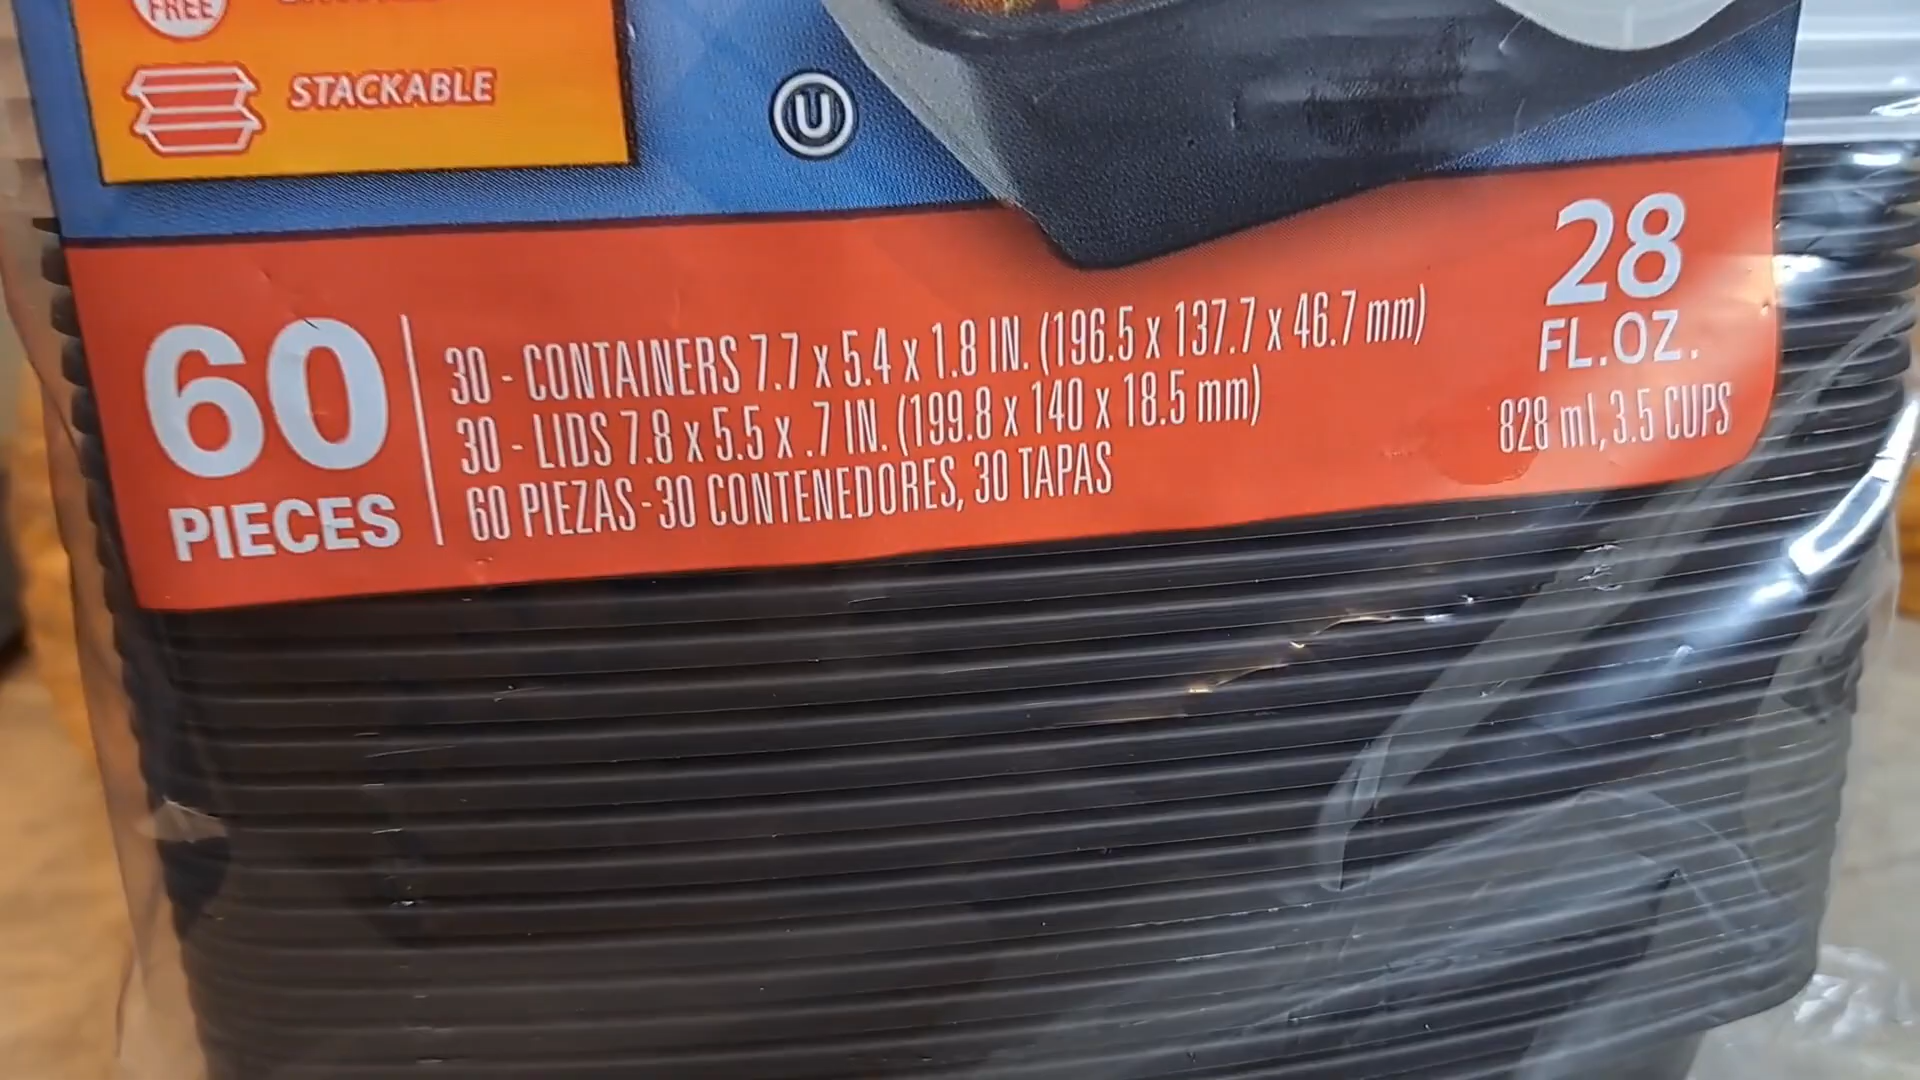 FREE
STACKABLE
U
60
PIECES
30 - CONTAINERS 7.7 x 5.4 x 1.8 IN. (196.5 x 137.7 x 46.7 mm)
30 - LIDS 7.8 x 5.5 x .7 IN. (199.8 x 140 x 18.5 mm)
60 PIEZAS - 30 CONTENEDORES, 30 TAPAS
28
FL.OZ.
828 ml, 3.5 CUPS